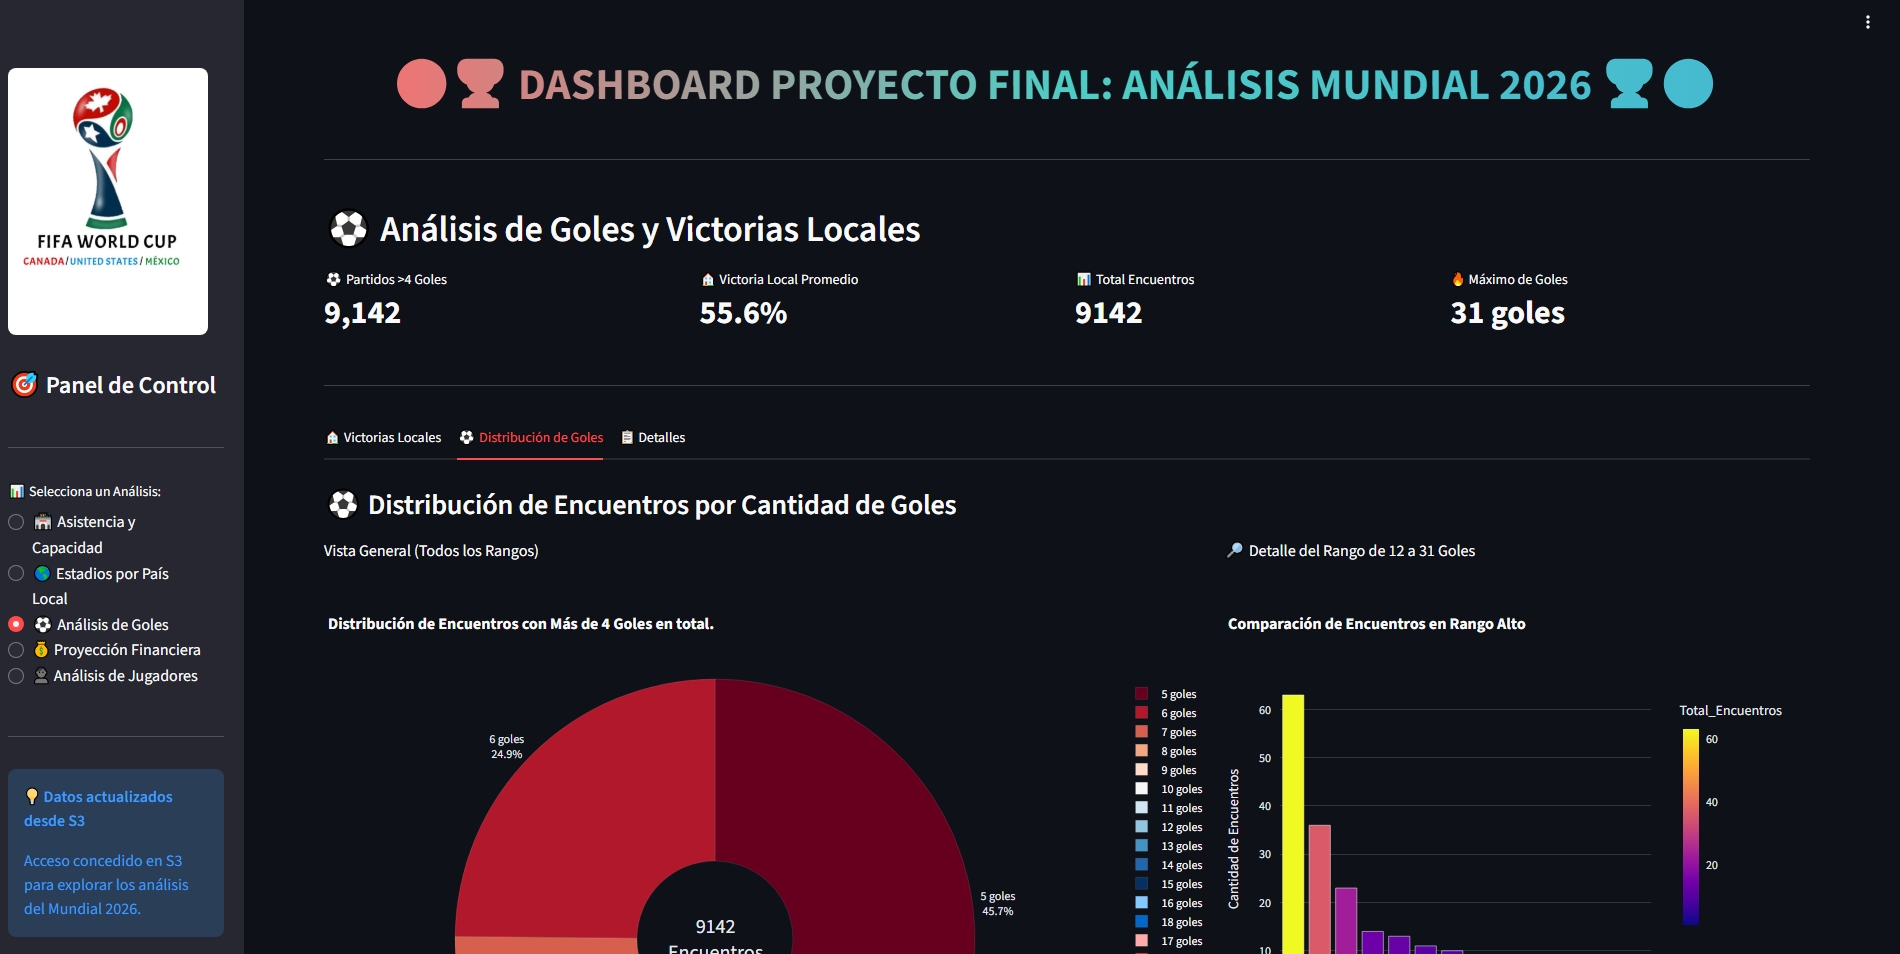 FIFA WORLD CUP
CANADA/UNITED STATES/MÉXICO
Panel de Control
Selecciona un Análisis:
Asistencia y
Capacidad
Estadios por País
Local
Análisis de Goles
Proyección Financiera
Análisis de Jugadores
Datos actualizados
desde S3
Acceso concedido en S3
para explorar los análisis
del Mundial 2026.
DASHBOARD PROYECTO FINAL: ANÁLISIS MUNDIAL 2026
Análisis de Goles y Victorias Locales
Partidos >4 Goles
9,142
Victoria Local Promedio
55.6%
Total Encuentros
9142
Máximo de Goles
31 goles
Victorias Locales
Distribución de Goles
Detalles
Distribución de Encuentros por Cantidad de Goles
Vista General (Todos los Rangos)
Distribución de Encuentros con Más de 4 Goles en total.
6 goles
24.9%
5 goles
45.7%
9142
Encuentros
5 goles
6 goles
7 goles
8 goles
9 goles
10 goles
11 goles
12 goles
13 goles
14 goles
15 goles
16 goles
18 goles
17 goles
Detalle del Rango de 12 a 31 Goles
Comparación de Encuentros en Rango Alto
Cantidad de Encuentros
60
50
40
30
20
10
Total_Encuentros
60
40
20